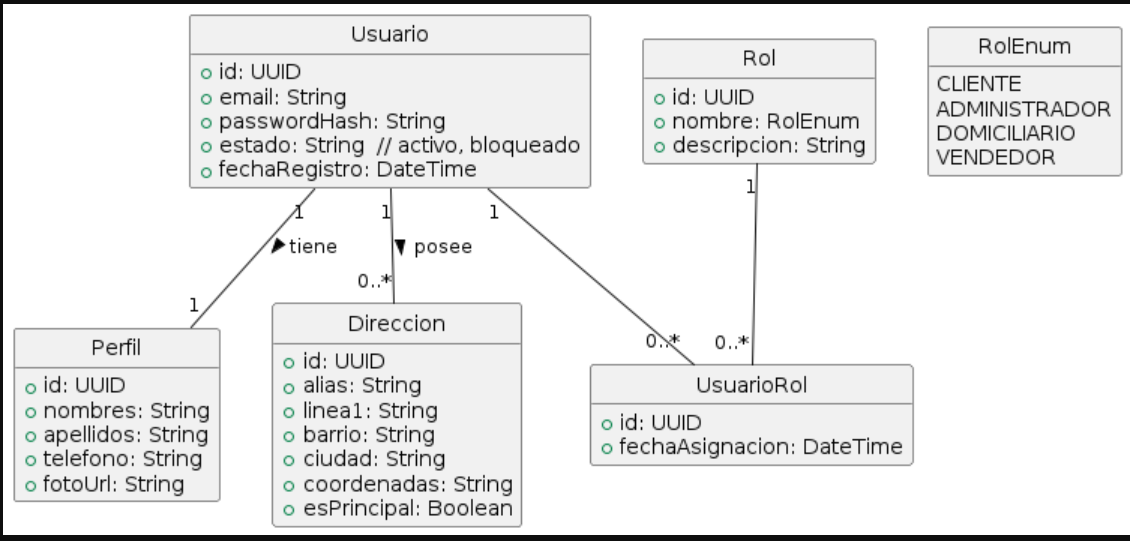 Usuario
id: UUID
email: String
passwordHash: String
estado: String // activo, bloqueado
fechaRegistro: DateTime
Rol
id: UUID
nombre: RolEnum
descripcion: String
RolEnum
CLIENTE
ADMINISTRADOR
DOMICILIARIO
VENDEDOR
1
1
1
1
tiene
posee
1
0..*
0..*
0..*
Perfil
id: UUID
nombres: String
apellidos: String
telefono: String
fotoUrl: String
Direccion
id: UUID
alias: String
linea1: String
barrio: String
ciudad: String
coordenadas: String
esPrincipal: Boolean
UsuarioRol
id: UUID
fechaAsignacion: DateTime